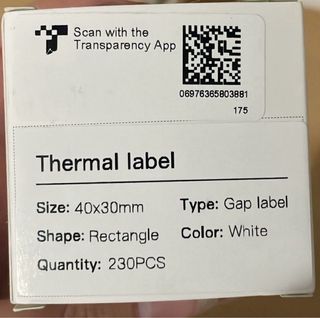 Scan with the
Transparency App
06976365803881
175
Thermal label
Size: 40x30mm Type: Gap label
Shape: Rectangle Color: White
Quantity: 230PCS